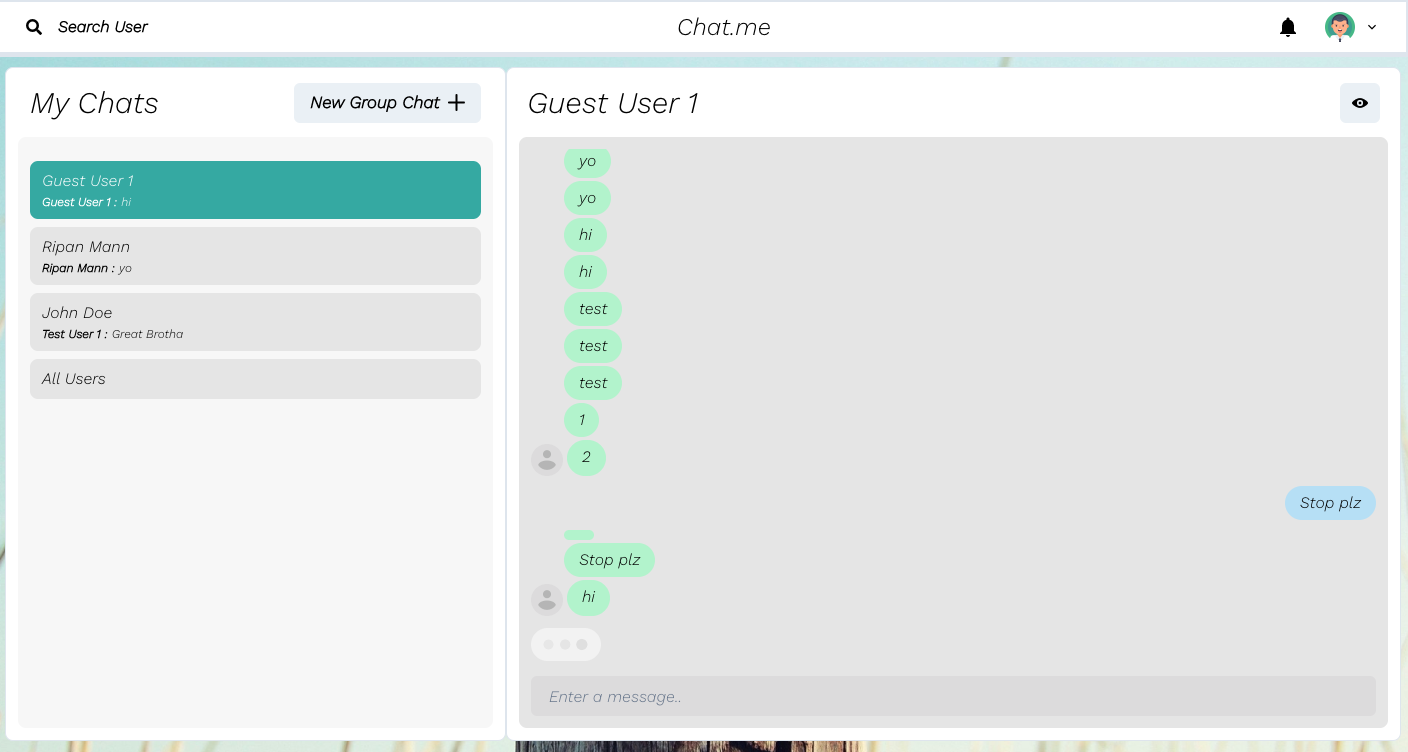 Search User
Chat.me
My Chats
New Group Chat +
Guest User 1
Guest User 1 : hi
Ripan Mann
Ripan Mann : yo
John Doe
Test User 1 : Great Brotha
All Users
Guest User 1
yo
yo
hi
hi
test
test
test
1
2
Stop plz
Stop plz
hi
Enter a message..